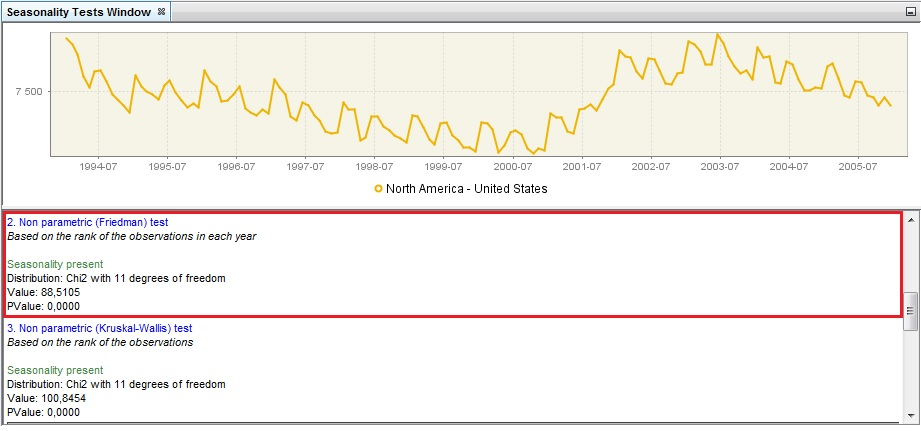 Seasonality Tests Window
7 500
1994-07 1995-07 1996-07 1997-07 1998-07 1999-07 2000-07 2001-07 2002-07 2003-07 2004-07 2005-07
North America - United States
2. Non parametric (Friedman) test
Based on the rank of the observations in each year
Seasonality present
Distribution: Chi2 with 11 degrees of freedom
Value: 88,5105
PValue: 0,0000
3. Non parametric (Kruskal-Wallis) test
Based on the rank of the observations
Seasonality present
Distribution: Chi2 with 11 degrees of freedom
Value: 100,8454
PValue: 0,0000